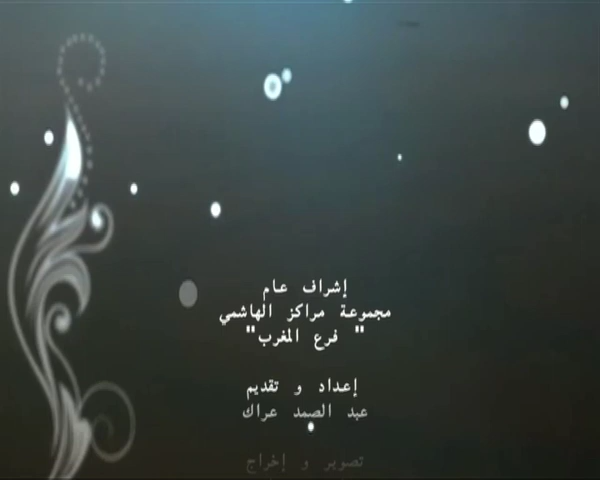 إشراف عام
مجموعة مراكز الهاشمي
" فرع المغرب"
إعداد و تقديم
عبد الصمد عراك
تصوير و إخراج